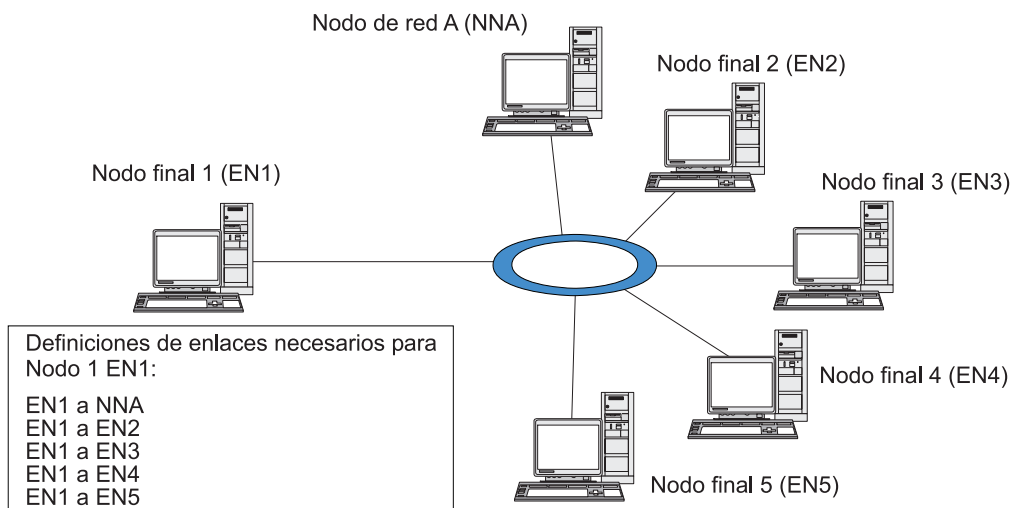 Nodo de red A (NNA)
Nodo final 2 (EN2)
Nodo final 1 (EN1)
Nodo final 3 (EN3)
Definiciones de enlaces necesarios para
Nodo 1 EN1:
EN1 a NNA
EN1 a EN2
EN1 a EN3
EN1 a EN4
EN1 a EN5
Nodo final 4 (EN4)
Nodo final 5 (EN5)